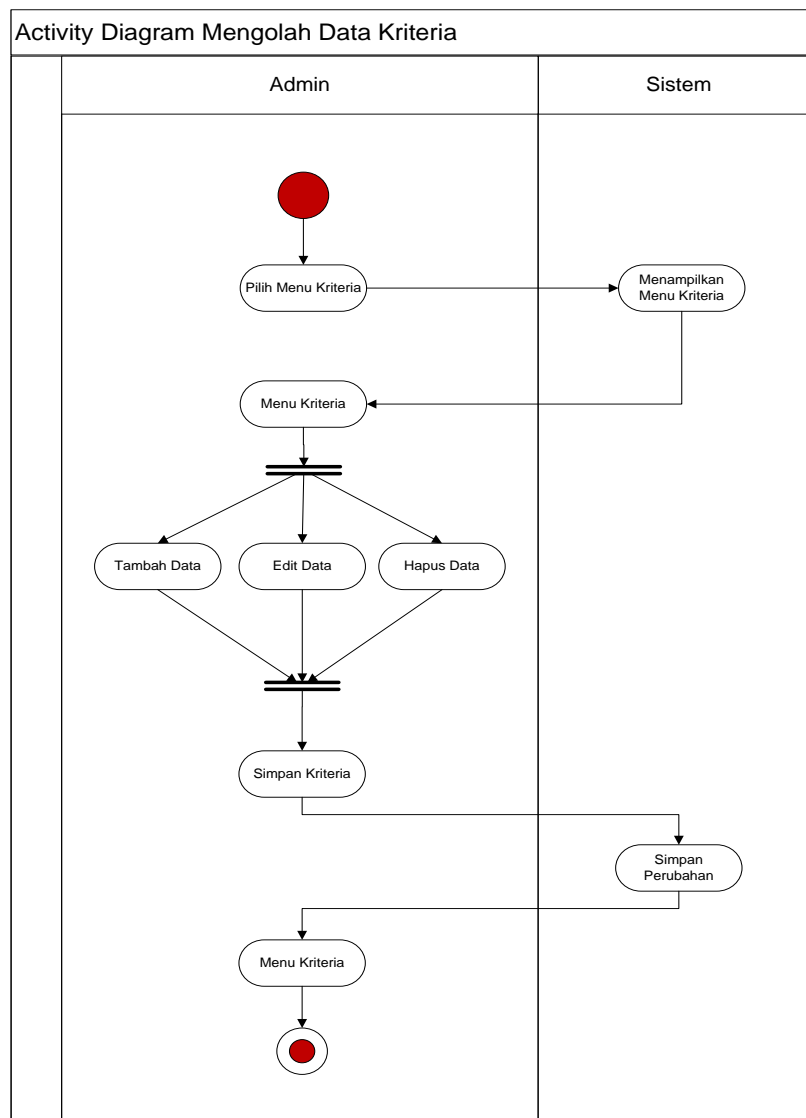 Activity Diagram Mengolah Data Kriteria
Admin
Sistem
Pilih Menu Kriteria
Menampilkan
Menu Kriteria
Menu Kriteria
Tambah Data
Edit Data
Hapus Data
Simpan Kriteria
Simpan
Perubahan
Menu Kriteria